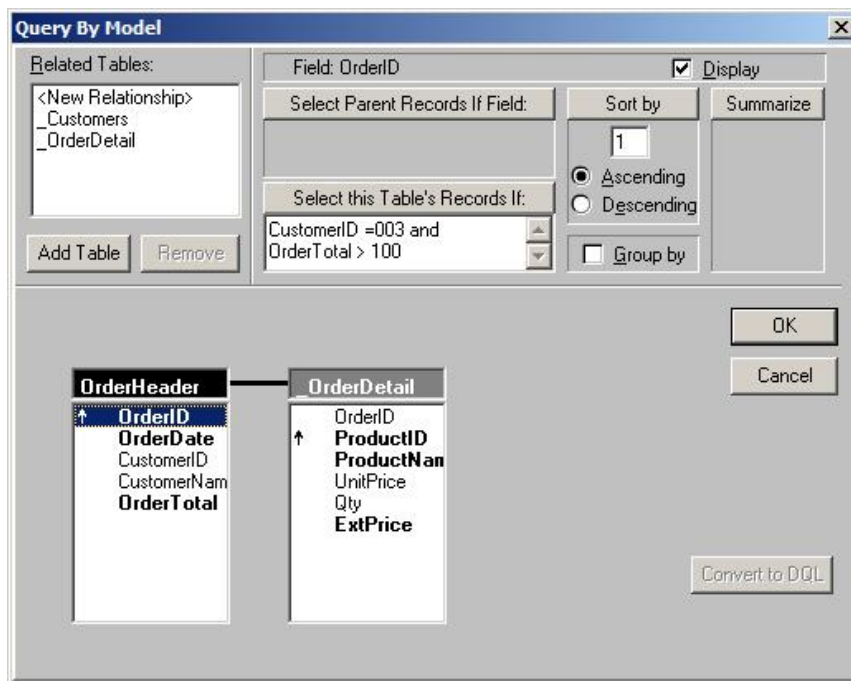 Query By Model
Related Tables:
<New Relationship>
_Customers
_OrderDetail
Add Table
Remove
Field: OrderID
Display
Select Parent Records If Field:
Select this Table's Records If:
CustomerID =003 and
OrderTotal > 100
Sort by
1
Ascending
Descending
Group by
Summarize
OK
Cancel
OrderHeader
OrderID
OrderDate
CustomerID
CustomerNam
OrderTotal
_OrderDetail
OrderID
ProductID
ProductNam
UnitPrice
Qty
ExtPrice
Convert to DQL